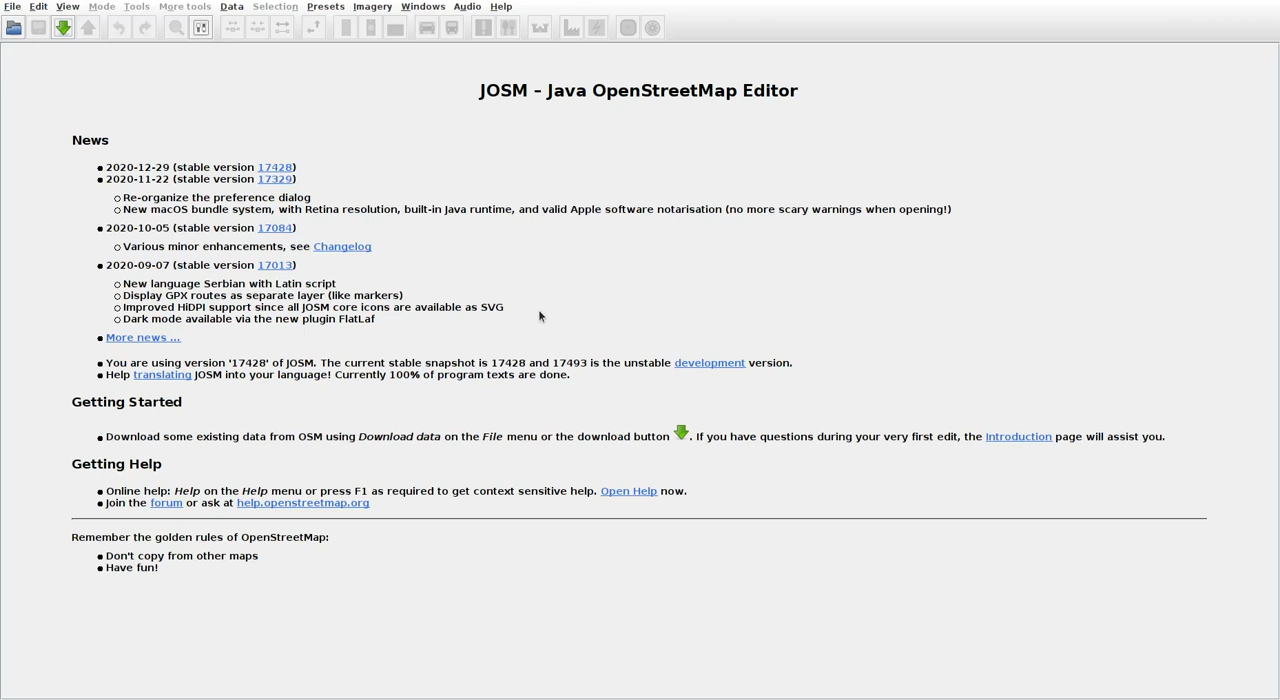 File Edit View Mode Tools More tools Data Selection Presets Imagery Windows Audio Help
JOSM – Java OpenStreetMap Editor
News
2020-12-29 (stable version 17428)
2020-11-22 (stable version 17329)
Re-organize the preference dialog
New macOS bundle system, with Retina resolution, built-in Java runtime, and valid Apple software notarisation (no more scary warnings when opening!)
2020-10-05 (stable version 17084)
Various minor enhancements, see Changelog
2020-09-07 (stable version 17013)
New language Serbian with Latin script
Display GPX routes as separate layer (like markers)
Improved HiDPI support since all JOSM core icons are available as SVG
Dark mode available via the new plugin FlatLaf
More news ...
You are using version '17428' of JOSM. The current stable snapshot is 17428 and 17493 is the unstable development version.
Help translating JOSM into your language! Currently 100% of program texts are done.
Getting Started
Download some existing data from OSM using Download data on the File menu or the download button . If you have questions during your very first edit, the Introduction page will assist you.
Getting Help
Online help: Help on the Help menu or press F1 as required to get context sensitive help. Open Help now.
Join the forum or ask at help.openstreetmap.org
Remember the golden rules of OpenStreetMap:
Don't copy from other maps
Have fun!